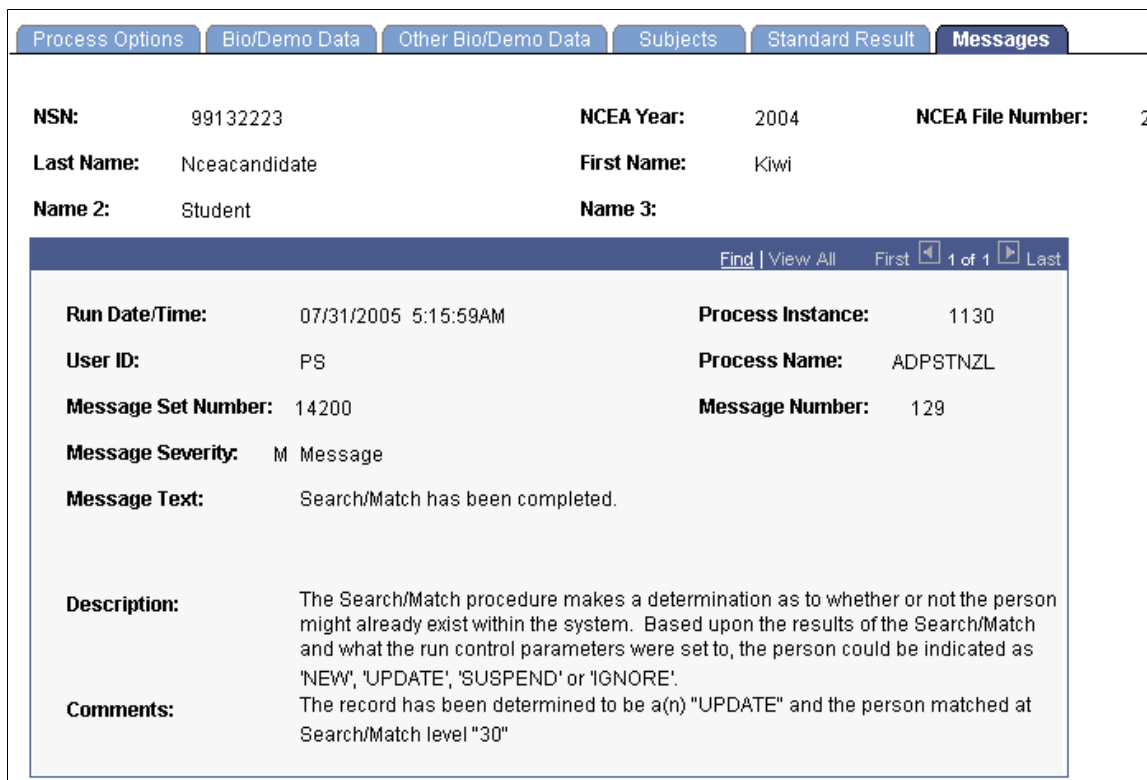 Process Options Bio/Demo Data Other Bio/Demo Data Subjects Standard Result Messages
NSN: 99132223 NCEA Year: 2004 NCEA File Number: 2
Last Name: Nceacandidate First Name: Kiwi
Name 2: Student Name 3:
Find | View All First 1 of 1 Last
Run Date/Time: 07/31/2005 5:15:59AM Process Instance: 1130
User ID: PS Process Name: ADPSTNZL
Message Set Number: 14200 Message Number: 129
Message Severity: M Message
Message Text: Search/Match has been completed.
Description: The Search/Match procedure makes a determination as to whether or not the person
might already exist within the system. Based upon the results of the Search/Match
and what the run control parameters were set to, the person could be indicated as
'NEW', 'UPDATE', 'SUSPEND' or 'IGNORE'.
Comments: The record has been determined to be a(n) "UPDATE" and the person matched at
Search/Match level "30"